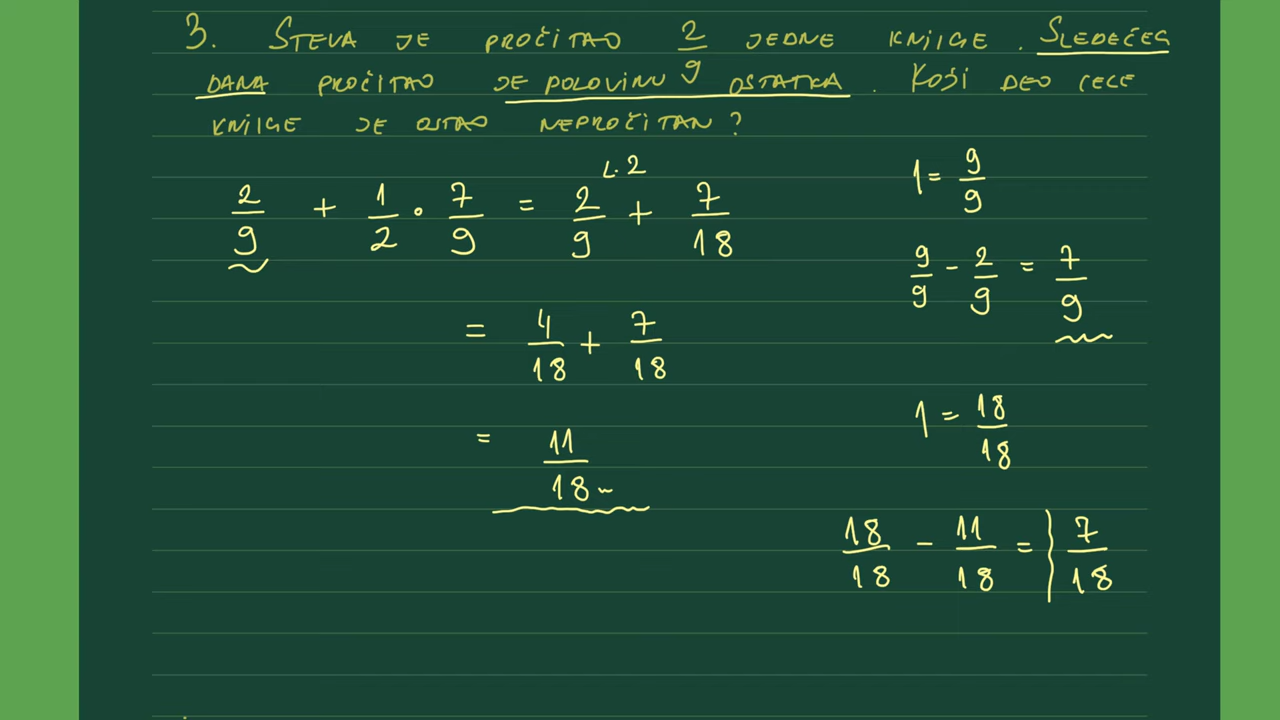 3. STEVA JE PROČITAO 2/9 JEDNE KNJIGE. SLEDEĆEG
DANA PROČITAO JE POLOVINU OSTATKA. KOJI DEO CELE
KNJIGE JE OSTAO NEPROČITAN?
2/9 + 1/2 · 7/9 = 2/9 + 7/18
∟·2
= 4/18 + 7/18
= 11/18
1 = 9/9
9/9 - 2/9 = 7/9
1 = 18/18
18/18 - 11/18 = 7/18